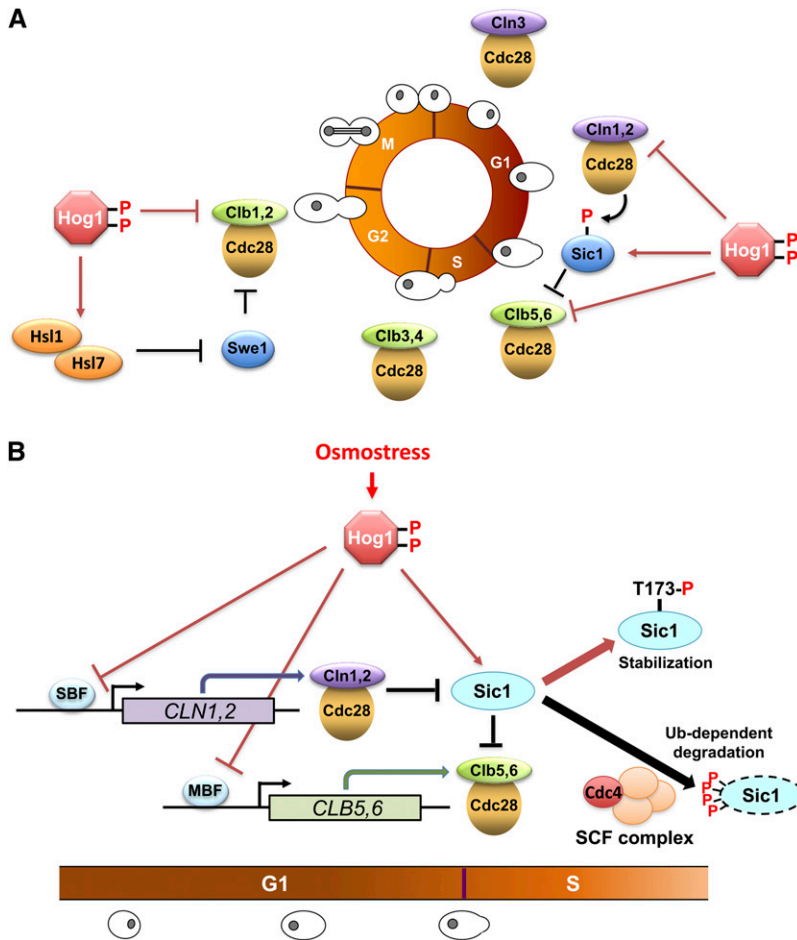 A
Cln3
Cdc28
Cln1,2
Cdc28
M
G1
P
Hog1
P
P
Clb1,2
Cdc28
G2
S
Sic1
Hog1
P
P
Clb5,6
Cdc28
Hsl1
Hsl7
Swe1
Clb3,4
Cdc28
B
Osmostress
Hog1
P
P
T173-P
Sic1
Stabilization
SBF
CLN1,2
Cln1,2
Cdc28
Sic1
Ub-dependent
degradation
MBF
CLB5,6
Clb5,6
Cdc28
Cdc4
SCF complex
P
P
P
P
Sic1
G1
S